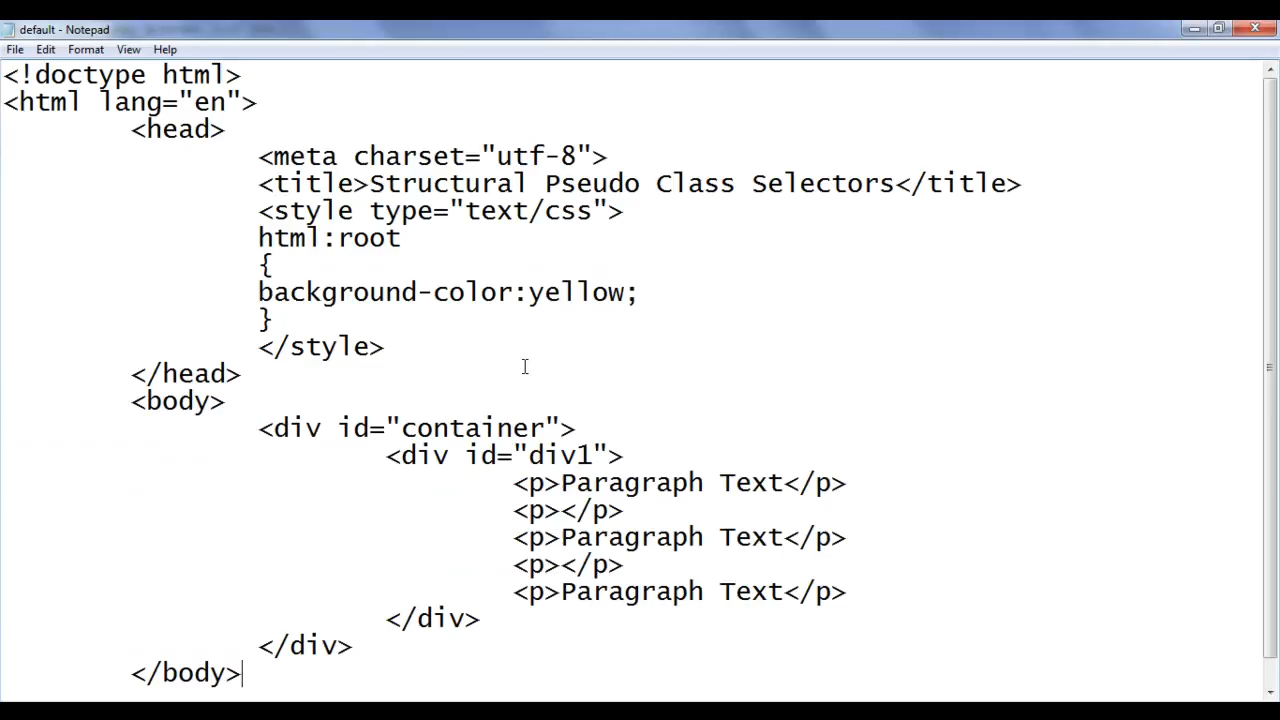 default - Notepad
File Edit Format View Help
<!doctype html>
<html lang="en">
<head>
<meta charset="utf-8">
<title>Structural Pseudo Class Selectors</title>
<style type="text/css">
html:root
{
background-color:yellow;
}
</style>
</head>
<body>
<div id="container">
<div id="div1">
<p>Paragraph Text</p>
<p></p>
<p>Paragraph Text</p>
<p></p>
<p>Paragraph Text</p>
</div>
</div>
</body>